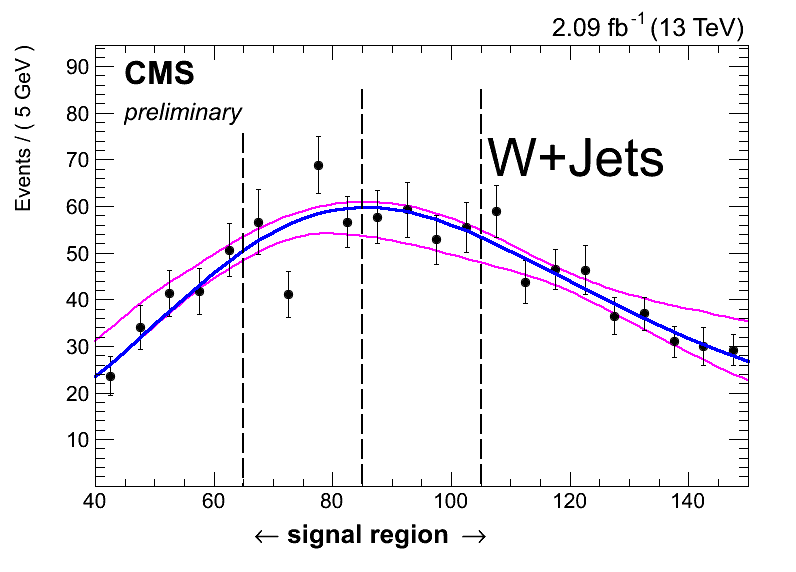 2.09 fb-1 (13 TeV)
Events / ( 5 GeV )
CMS
preliminary
W+Jets
90
80
70
60
50
40
30
20
10
40 60 80 100 120 140
← signal region →